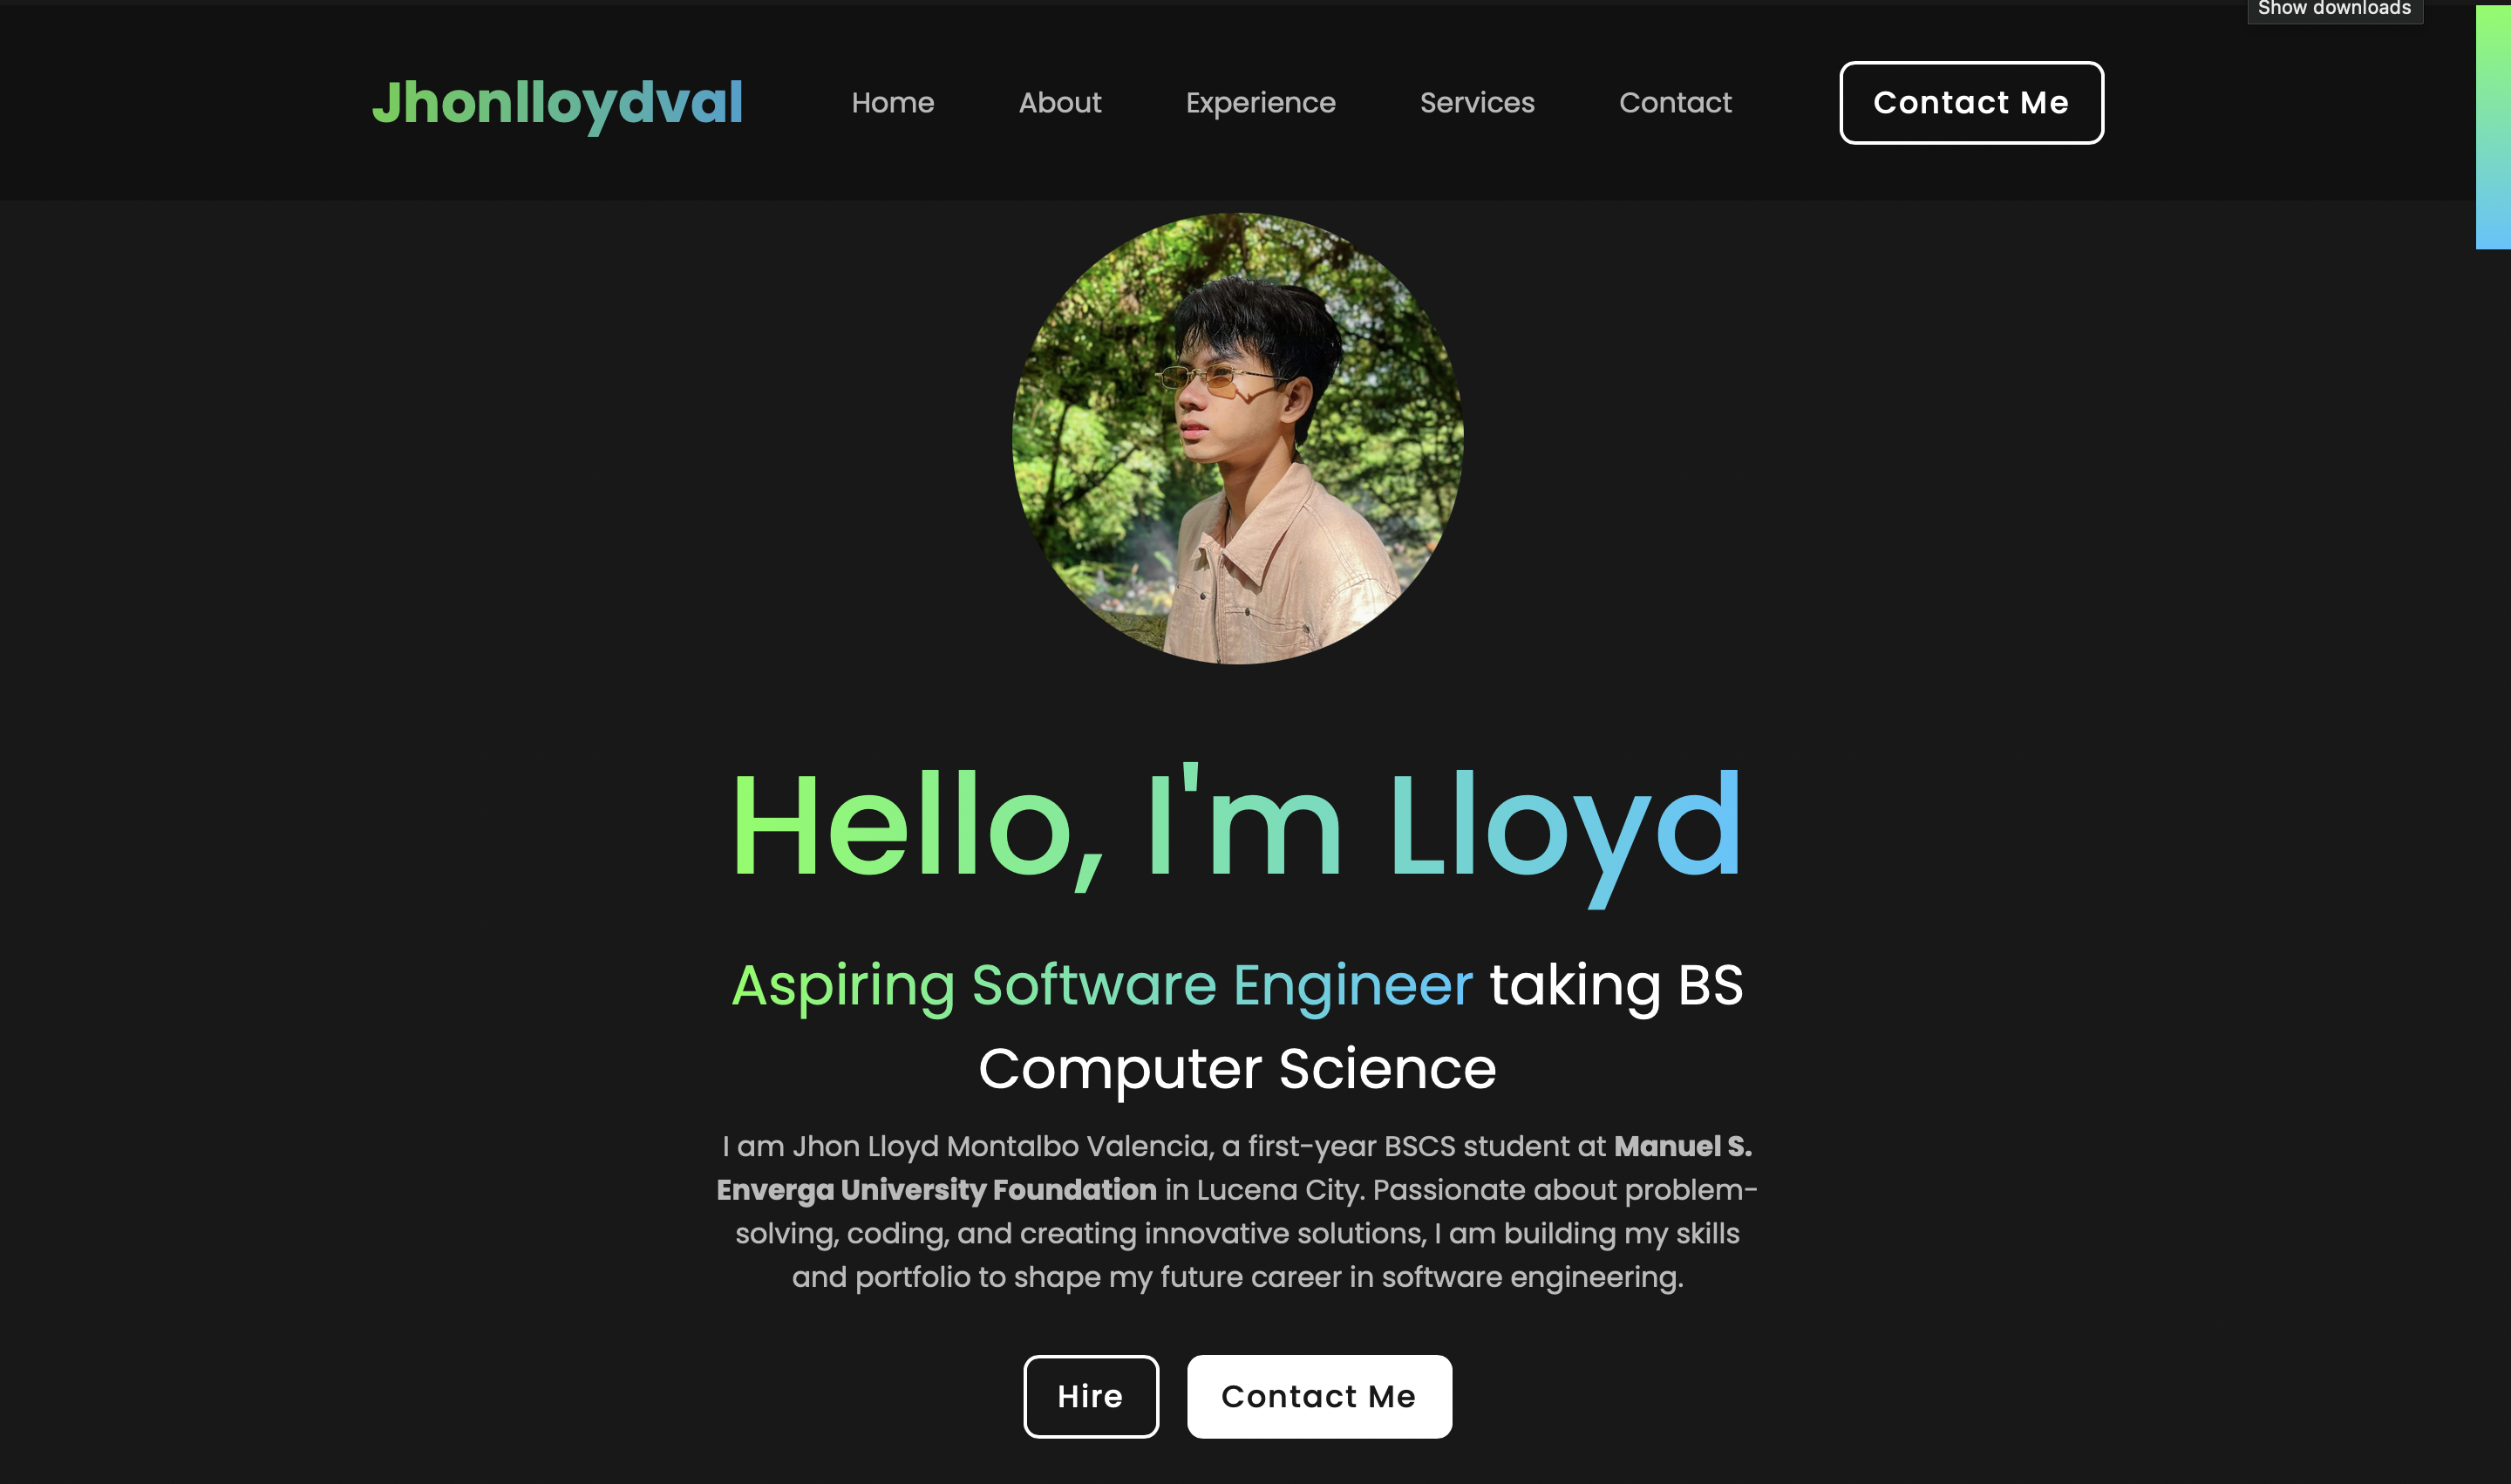 Show downloads
Jhonlloydval
Home
About
Experience
Services
Contact
Contact Me
Hello, I'm Lloyd
Aspiring Software Engineer taking BS
Computer Science
I am Jhon Lloyd Montalbo Valencia, a first-year BSCS student at Manuel S.
Enverga University Foundation in Lucena City. Passionate about problem-
solving, coding, and creating innovative solutions, I am building my skills
and portfolio to shape my future career in software engineering.
Hire
Contact Me